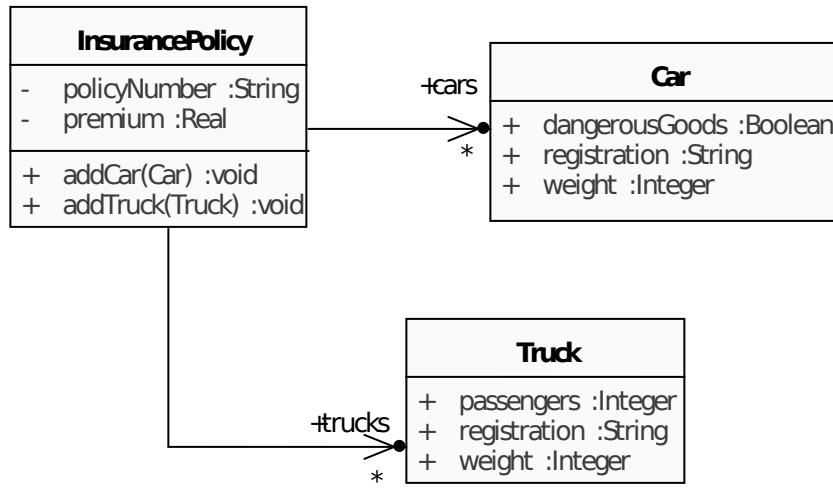 InsurancePolicy
- policyNumber :String
- premium :Real
+ addCar(Car) :void
+ addTruck(Truck) :void
+cars
*
Car
+ dangerousGoods :Boolean
+ registration :String
+ weight :Integer
+trucks
*
Truck
+ passengers :Integer
+ registration :String
+ weight :Integer